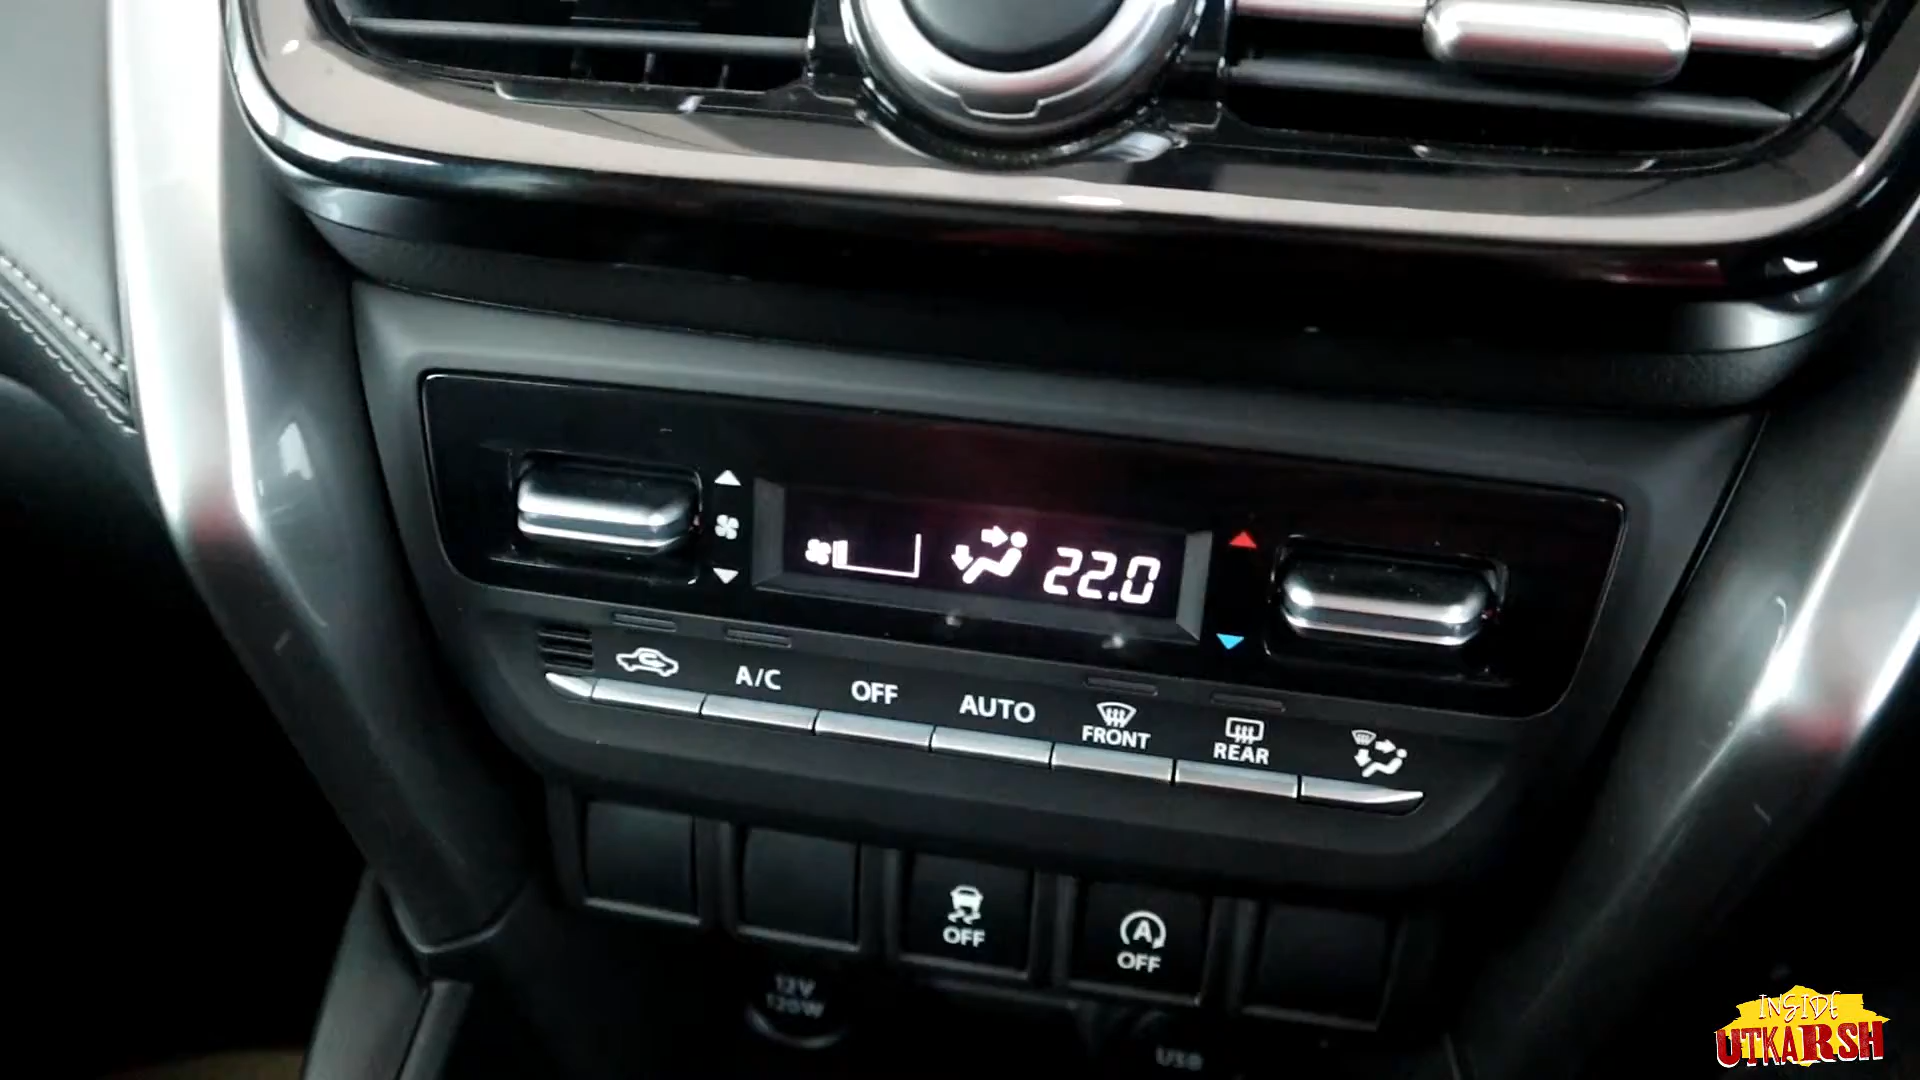 22.0
A/C
OFF
AUTO
FRONT
REAR
OFF
A
OFF
12V
120W
USB
INSIDE
UTKARSH